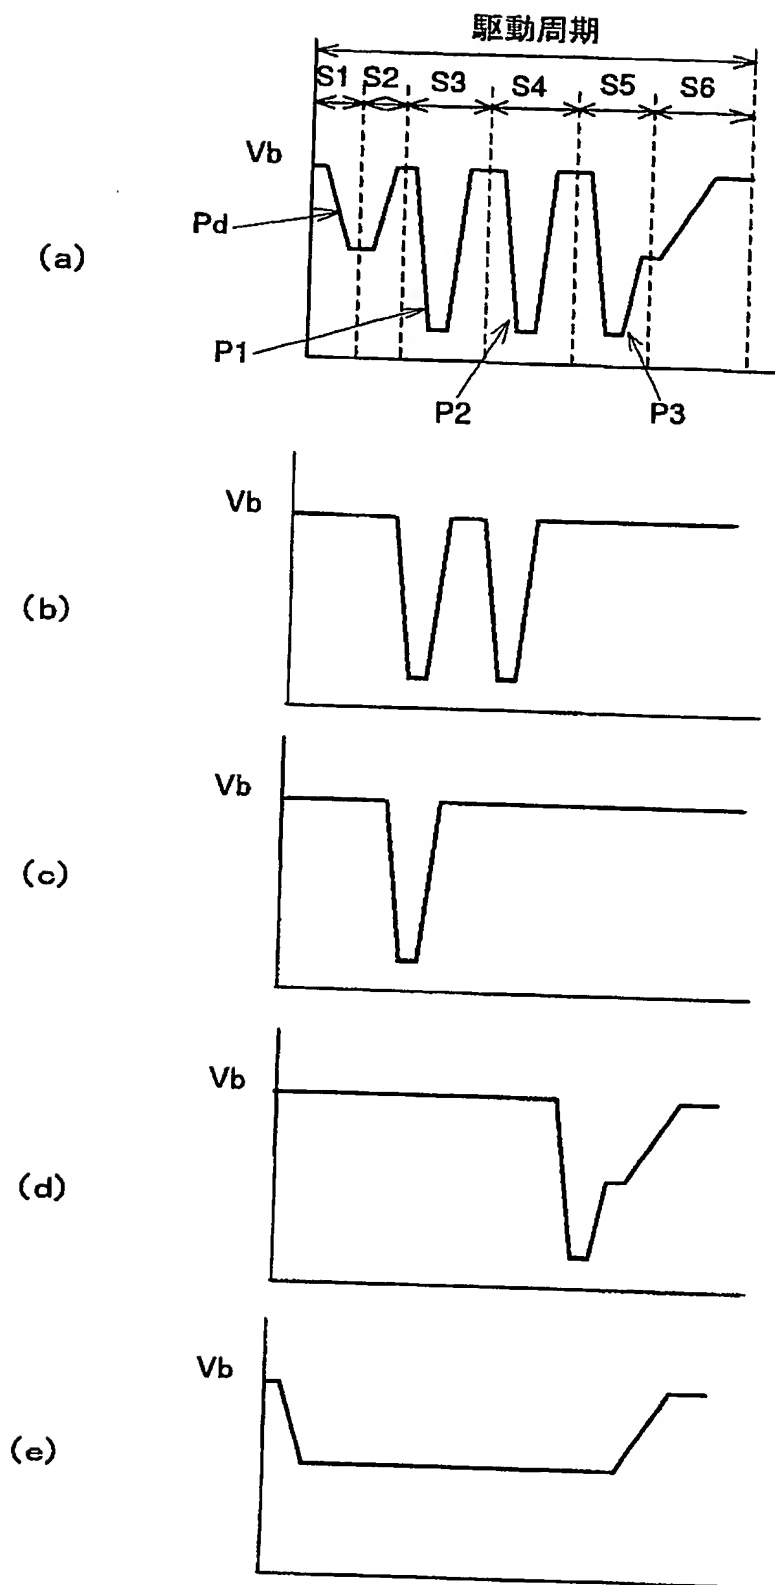 駆動周期
S1 S2 S3 S4 S5 S6
Vb
Pd
(a)
P1
P2
P3
Vb
(b)
Vb
(c)
Vb
(d)
Vb
(e)